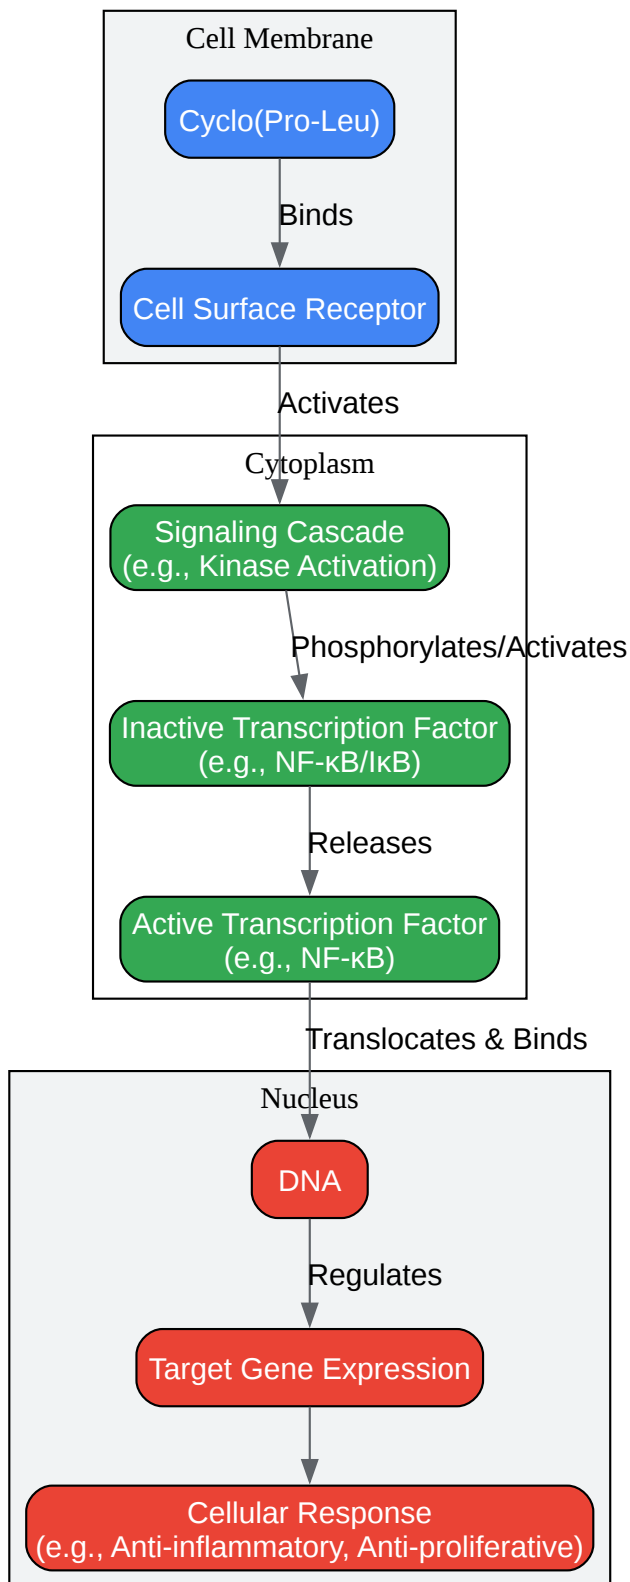 Cell Membrane
Cyclo(Pro-Leu)
Binds
Cell Surface Receptor
Activates
Cytoplasm
Signaling Cascade
(e.g., Kinase Activation)
Phosphorylates/Activates
Inactive Transcription Factor
(e.g., NF-κB/IκB)
Releases
Active Transcription Factor
(e.g., NF-κB)
Translocates & Binds
Nucleus
DNA
Regulates
Target Gene Expression
Cellular Response
(e.g., Anti-inflammatory, Anti-proliferative)